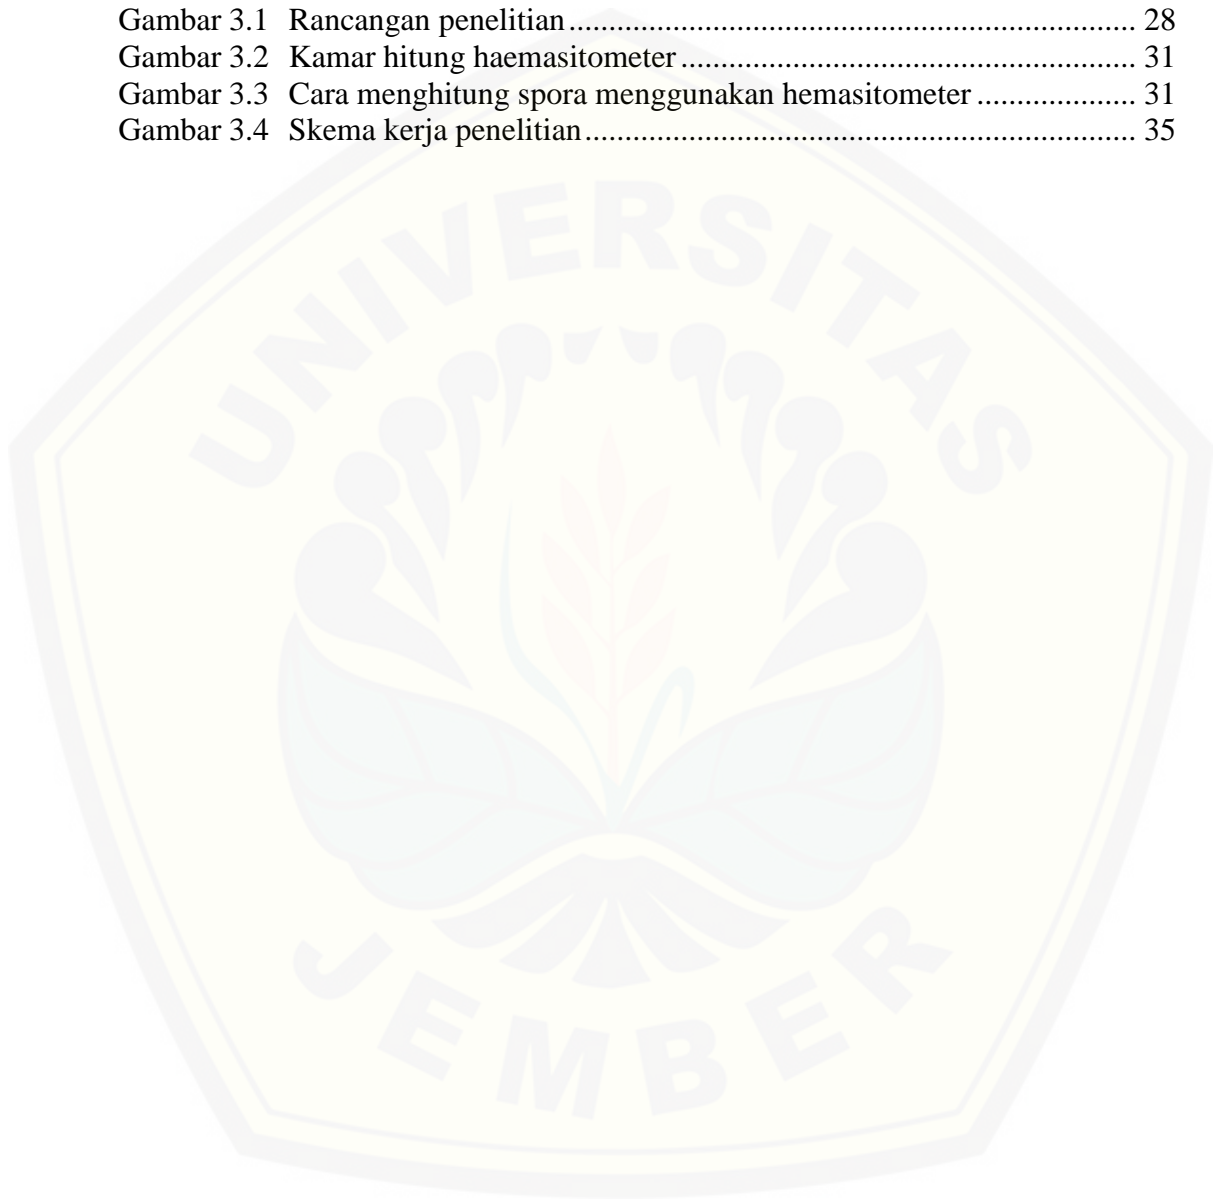 Gambar 3.1 Rancangan penelitian ...................................................................... 28
Gambar 3.2 Kamar hitung haemasitometer ........................................................ 31
Gambar 3.3 Cara menghitung spora menggunakan hemasitometer .................... 31
Gambar 3.4 Skema kerja penelitian .................................................................... 35
UNIVERSITAS
JEMBER